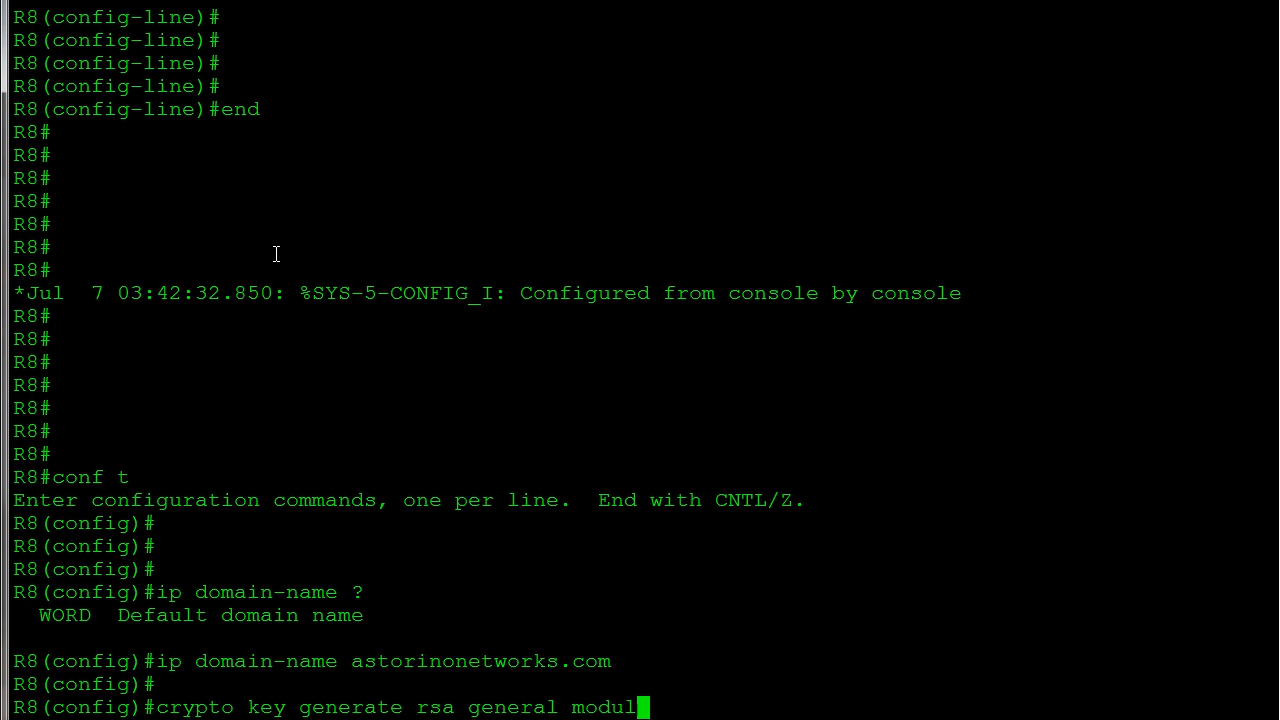 R8(config-line)#
R8(config-line)#
R8(config-line)#
R8(config-line)#
R8(config-line)#end
R8#
R8#
R8#
R8#
R8#
R8#
R8#
*Jul  7 03:42:32.850: %SYS-5-CONFIG_I: Configured from console by console
R8#
R8#
R8#
R8#
R8#
R8#
R8#
R8#conf t
Enter configuration commands, one per line.  End with CNTL/Z.
R8(config)#
R8(config)#
R8(config)#
R8(config)#ip domain-name ?
  WORD  Default domain name

R8(config)#ip domain-name astorinonetworks.com
R8(config)#
R8(config)#crypto key generate rsa general modul